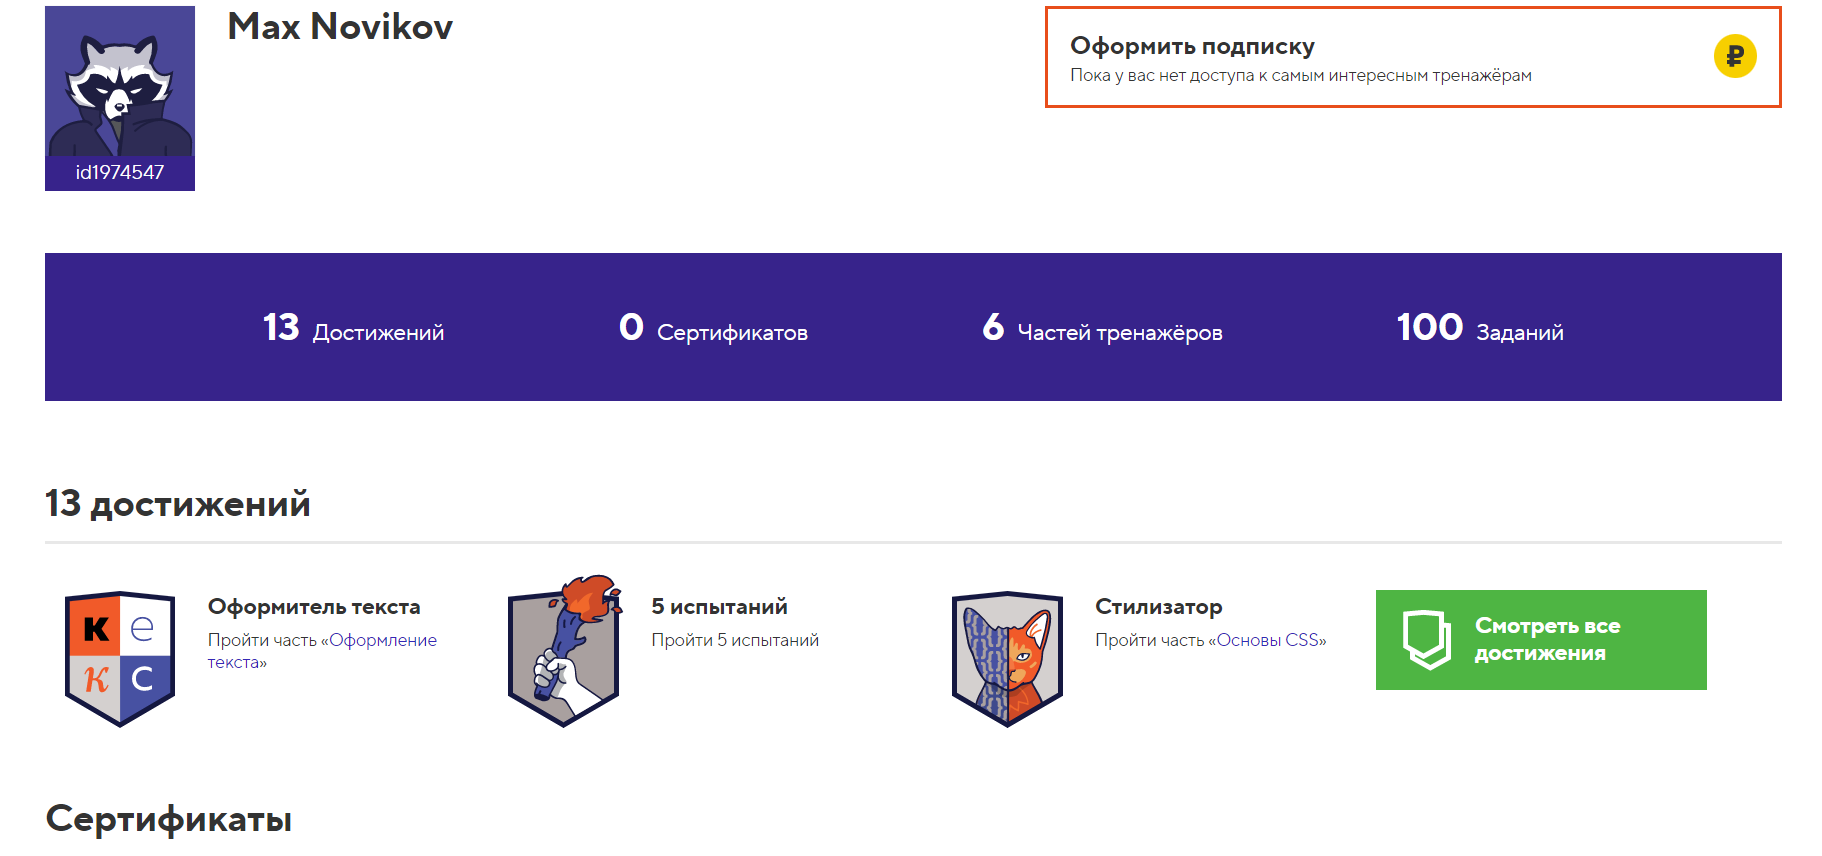 Max Novikov
id1974547
Оформить подписку
Пока у вас нет доступа к самым интересным тренажёрам
₽
13 Достижений
0 Сертификатов
6 Частей тренажёров
100 Заданий
13 достижений
К е
К С
Оформитель текста
Пройти часть «Оформление
текста»
5 испытаний
Пройти 5 испытаний
Стилизатор
Пройти часть «Основы CSS»
Смотреть все
достижения
Сертификаты